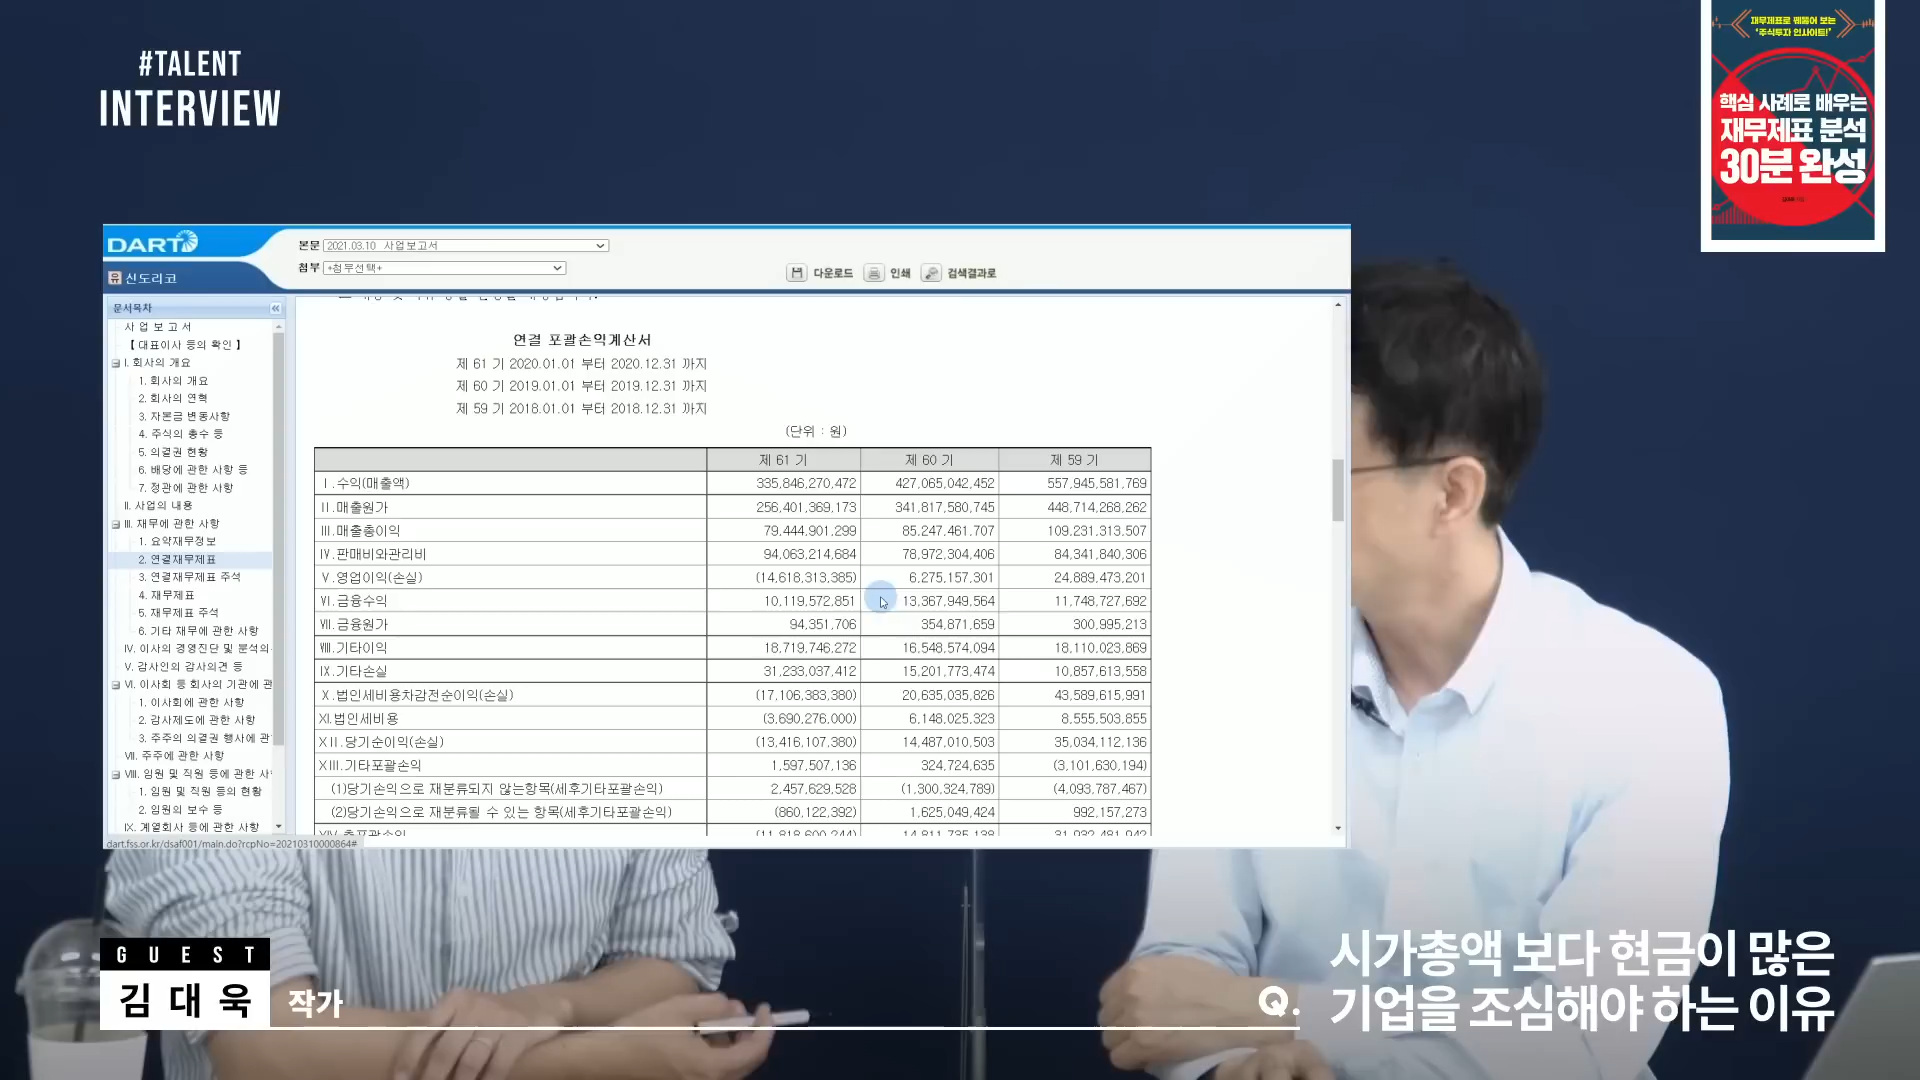 #TALENT
INTERVIEW
재무제표로 꿰뚫어 보는
"주식투자 인사이트!"
핵심 사례로 배우는
재무제표 분석
30분 완성
DART
본문 2021.03.10 사업보고서
첨부 +첨부선택+
다운로드 인쇄 검색결과로
유 신도리코
문서목차
사 업 보 고 서
【 대표이사 등의 확인 】
I. 회사의 개요
1. 회사의 개요
2. 회사의 연혁
3. 자본금 변동사항
4. 주식의 총수 등
5. 의결권 현황
6. 배당에 관한 사항 등
7. 정관에 관한 사항
II. 사업의 내용
III. 재무에 관한 사항
1. 요약재무정보
2. 연결재무제표
3. 연결재무제표 주석
4. 재무제표
5. 재무제표 주석
6. 기타 재무에 관한 사항
IV. 이사의 경영진단 및 분석의
V. 감사인의 감사의견 등
VI. 이사회 등 회사의 기관에 관
1. 이사회에 관한 사항
2. 감사제도에 관한 사항
3. 주주의 의결권 행사에 관
VII. 주주에 관한 사항
VIII. 임원 및 직원 등에 관한 사
1. 임원 및 직원 등의 현황
2. 임원의 보수 등
IX. 계열회사 등에 관한 사항
dart.fss.or.kr/dsaf001/main.do?rcpNo=20210310000864#
연결 포괄손익계산서
제 61 기 2020.01.01 부터 2020.12.31 까지
제 60 기 2019.01.01 부터 2019.12.31 까지
제 59 기 2018.01.01 부터 2018.12.31 까지
(단위 : 원)
제 61 기 제 60 기 제 59 기
Ⅰ.수익(매출액) 335,846,270,472 427,065,042,452 557,945,581,769
II.매출원가 256,401,369,173 341,817,580,745 448,714,268,262
III.매출총이익 79,444,901,299 85,247,461,707 109,231,313,507
IV.판매비와관리비 94,063,214,684 78,972,304,406 84,341,840,306
Ⅴ.영업이익(손실) (14,618,313,385) 6,275,157,301 24,889,473,201
VI.금융수익 10,119,572,851 13,367,949,564 11,748,727,692
VII.금융원가 94,351,706 354,871,659 300,995,213
VIII.기타이익 18,719,746,272 16,548,574,094 18,110,023,869
IX.기타손실 31,233,037,412 15,201,773,474 10,857,613,558
Ⅹ.법인세비용차감전순이익(손실) (17,106,383,380) 20,635,035,826 43,589,615,991
XI.법인세비용 (3,690,276,000) 6,148,025,323 8,555,503,855
XII.당기순이익(손실) (13,416,107,380) 14,487,010,503 35,034,112,136
XIII.기타포괄손익 1,597,507,136 324,724,635 (3,101,630,194)
(1)당기손익으로 재분류되지 않는항목(세후기타포괄손익) 2,457,629,528 (1,300,324,789) (4,093,787,467)
(2)당기손익으로 재분류될 수 있는 항목(세후기타포괄손익) (860,122,392) 1,625,049,424 992,157,273
XIV.총포괄손익 (11,818,600,244) 14,811,735,138 31,932,481,942
GUEST
김대욱 작가
Q. 시가총액 보다 현금이 많은
기업을 조심해야 하는 이유